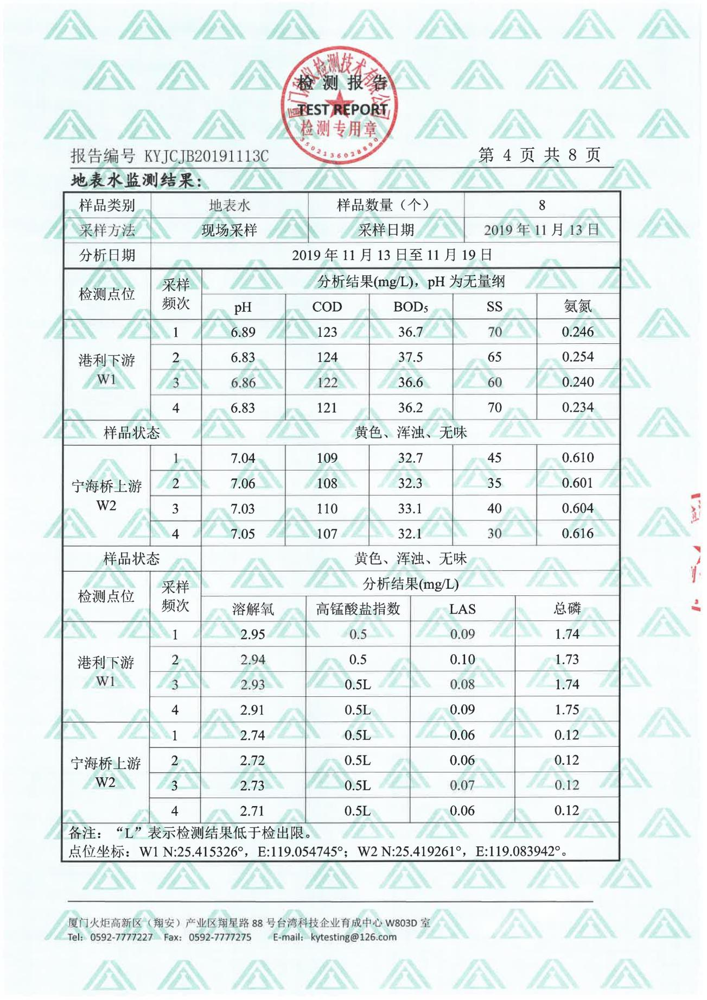 厦门科仪检测技术有限公司
检测报告
TEST REPORT
检测专用章
3502136028890
报告编号 KYJCJB20191113C 第 4 页 共 8 页
地表水监测结果：
样品类别 地表水 样品数量（个） 8
采样方法 现场采样 采样日期 2019 年 11 月 13 日
分析日期 2019 年 11 月 13 日至 11 月 19 日
检测点位 采样频次 分析结果(mg/L)，pH 为无量纲
pH COD BOD₅ SS 氨氮
港利下游 W1
1 6.89 123 36.7 70 0.246
2 6.83 124 37.5 65 0.254
3 6.86 122 36.6 60 0.240
4 6.83 121 36.2 70 0.234
样品状态 黄色、浑浊、无味
宁海桥上游 W2
1 7.04 109 32.7 45 0.610
2 7.06 108 32.3 35 0.601
3 7.03 110 33.1 40 0.604
4 7.05 107 32.1 30 0.616
样品状态 黄色、浑浊、无味
检测点位 采样频次 分析结果(mg/L)
溶解氧 高锰酸盐指数 LAS 总磷
港利下游 W1
1 2.95 0.5 0.09 1.74
2 2.94 0.5 0.10 1.73
3 2.93 0.5L 0.08 1.74
4 2.91 0.5L 0.09 1.75
宁海桥上游 W2
1 2.74 0.5L 0.06 0.12
2 2.72 0.5L 0.06 0.12
3 2.73 0.5L 0.07 0.12
4 2.71 0.5L 0.06 0.12
备注：“L”表示检测结果低于检出限。
点位坐标：W1 N:25.415326°，E:119.054745°；W2 N:25.419261°，E:119.083942°。
厦门火炬高新区（翔安）产业区翔星路 88 号台湾科技企业育成中心 W803D 室
Tel：0592-7777227 Fax：0592-7777275 E-mail：kytesting@126.com